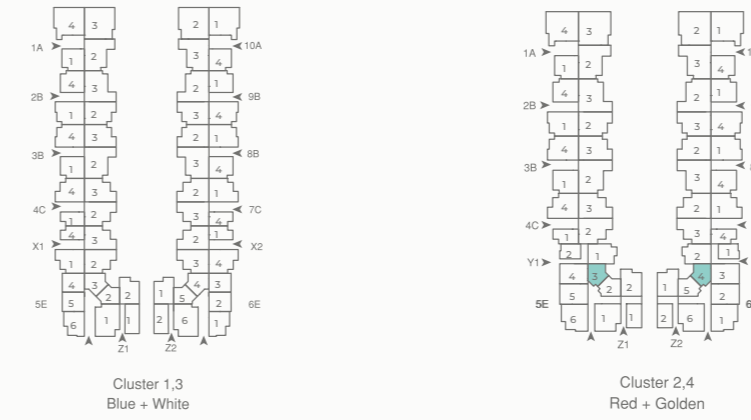 4 3 2 1 4 3 2 1
1A 10A 1A 1
1 2 3 4 1 2 3 4
4 3 2 1 4 3 2 1
2B 9B 2B
1 2 3 4 1 2 3 4
4 3 2 1 4 3 2 1
3B 8B 3B
1 2 3 4 1 2 3 4
4 3 2 1 4 3 2 1
4C 7C 4C
1 2 3 4 1 2 3 4
X1 4 3 2 1 X2 2 1 2 1
1 2 3 4 Y1
4 3 2 2 1 5 4 3 4 3 2 2 1 5 4 3
5E 5 2 6E 5E 5 2 6
6 1 1 2 6 1 6 1 1 2 6 1
Z1 Z2 Z1 Z2
Cluster 1,3 Cluster 2,4
Blue + White Red + Golden